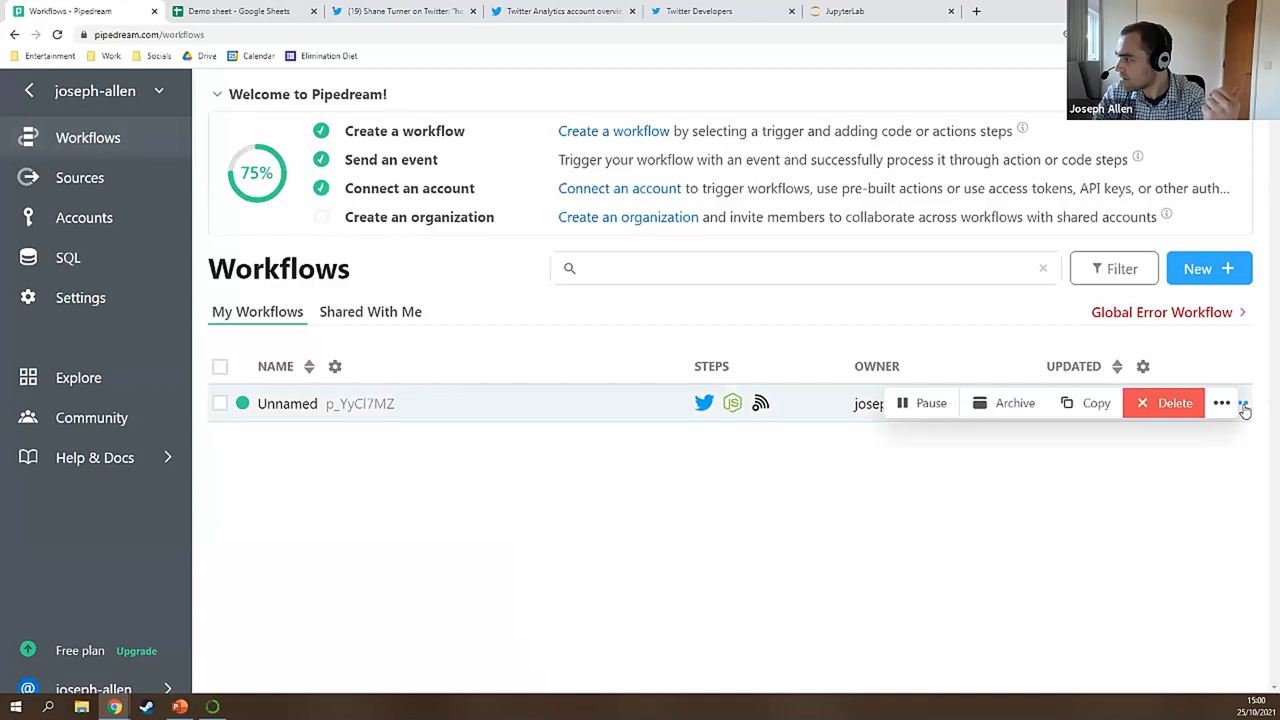 Workflows - Pipedream
Demo sheet - Google Sheets
(19) Shane Turner on Twitter: "he
Twitter Analytics account overvie
Twitter Developers
JupyterLab
pipedream.com/workflows
Entertainment
Work
Socials
Drive
Calendar
Elimination Diet
Joseph Allen
joseph-allen
Workflows
Sources
Accounts
SQL
Settings
Explore
Community
Help & Docs
Free plan Upgrade
joseph-allen
Welcome to Pipedream!
75%
Create a workflow
Create a workflow by selecting a trigger and adding code or actions steps
Send an event
Trigger your workflow with an event and successfully process it through action or code steps
Connect an account
Connect an account to trigger workflows, use pre-built actions or use access tokens, API keys, or other auth...
Create an organization
Create an organization and invite members to collaborate across workflows with shared accounts
Workflows
Filter
New +
My Workflows
Shared With Me
Global Error Workflow
NAME
STEPS
OWNER
UPDATED
Unnamed p_YyCl7MZ
josep
Pause
Archive
Copy
Delete
15:00
25/10/2021